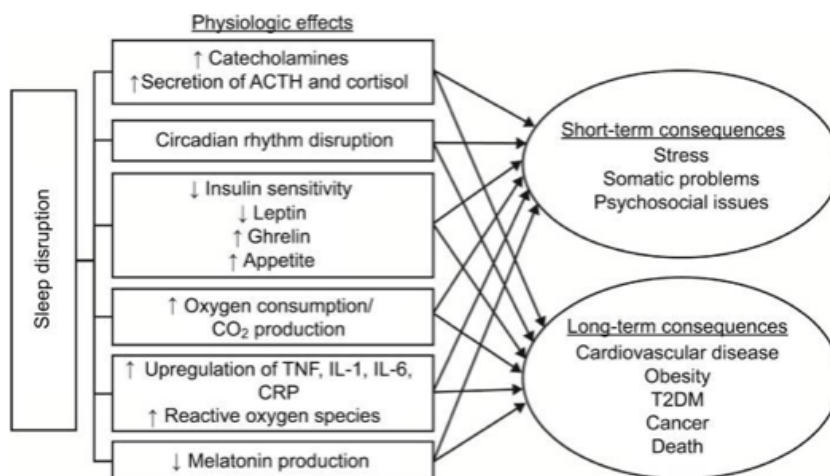 Physiologic effects
↑ Catecholamines
↑Secretion of ACTH and cortisol
Circadian rhythm disruption
↓ Insulin sensitivity
↓ Leptin
↑ Ghrelin
↑ Appetite
↑ Oxygen consumption/
CO₂ production
↑ Upregulation of TNF, IL-1, IL-6,
CRP
↑ Reactive oxygen species
↓ Melatonin production
Sleep disruption
Short-term consequences
Stress
Somatic problems
Psychosocial issues
Long-term consequences
Cardiovascular disease
Obesity
T2DM
Cancer
Death